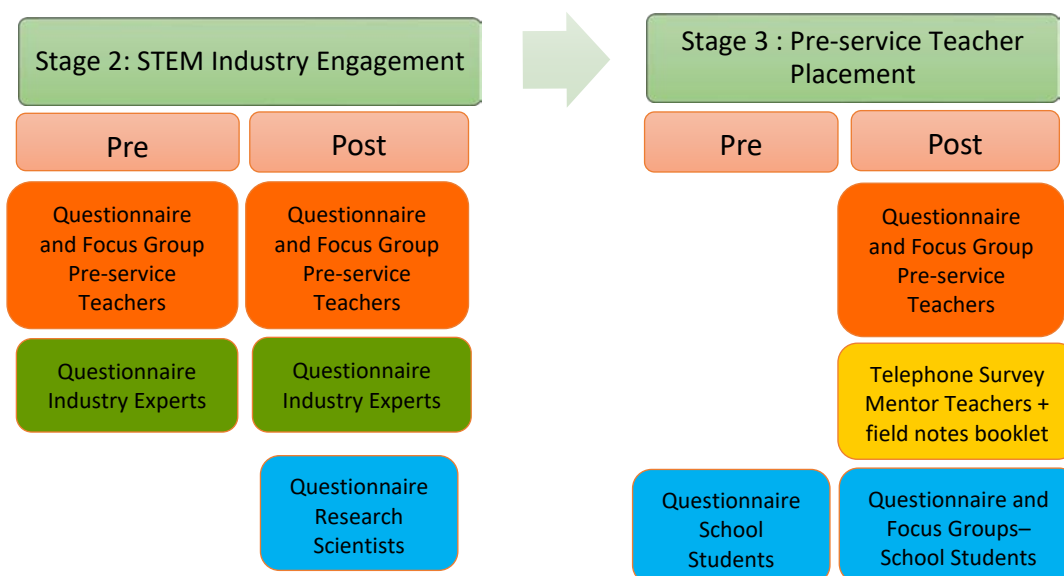 Stage 2: STEM Industry Engagement
Pre
Post
Questionnaire
and Focus Group
Pre-service
Teachers
Questionnaire
and Focus Group
Pre-service
Teachers
Questionnaire
Industry Experts
Questionnaire
Industry Experts
Questionnaire
Research
Scientists
Stage 3 : Pre-service Teacher
Placement
Pre
Post
Questionnaire
and Focus Group
Pre-service
Teachers
Telephone Survey
Mentor Teachers +
field notes booklet
Questionnaire
School
Students
Questionnaire and
Focus Groups–
School Students